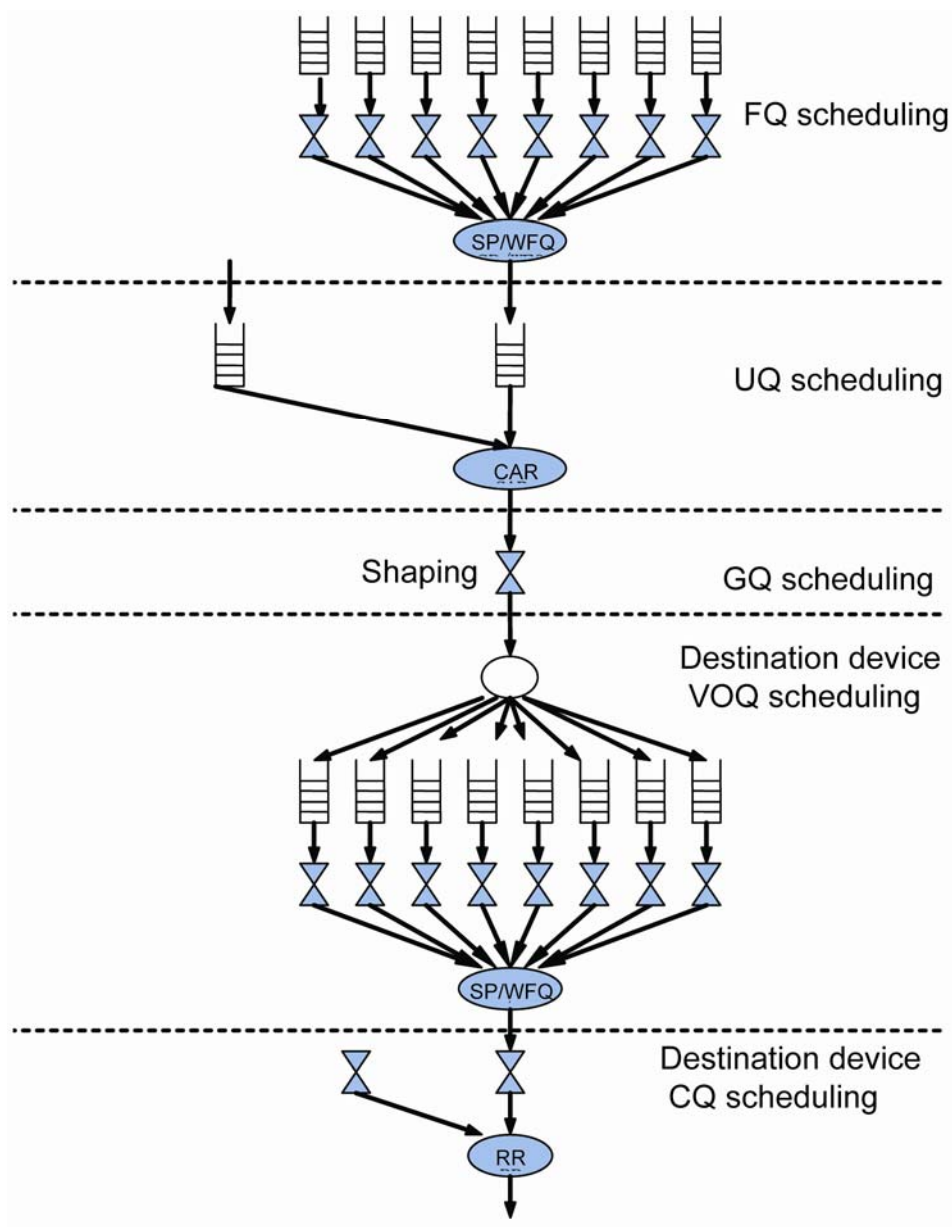 FQ scheduling
SP/WFQ
UQ scheduling
CAR
Shaping
GQ scheduling
Destination device
VOQ scheduling
SP/WFQ
Destination device
CQ scheduling
RR